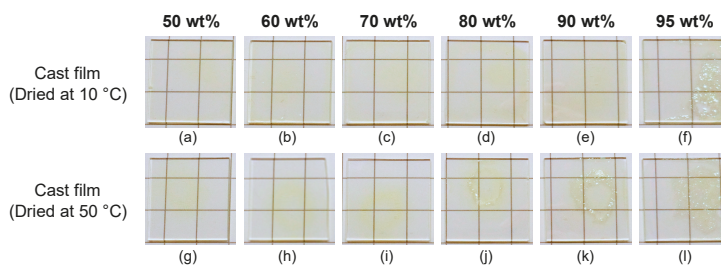 50 wt% 60 wt% 70 wt% 80 wt% 90 wt% 95 wt%
Cast film
(Dried at 10 °C)
(a) (b) (c) (d) (e) (f)
Cast film
(Dried at 50 °C)
(g) (h) (i) (j) (k) (l)